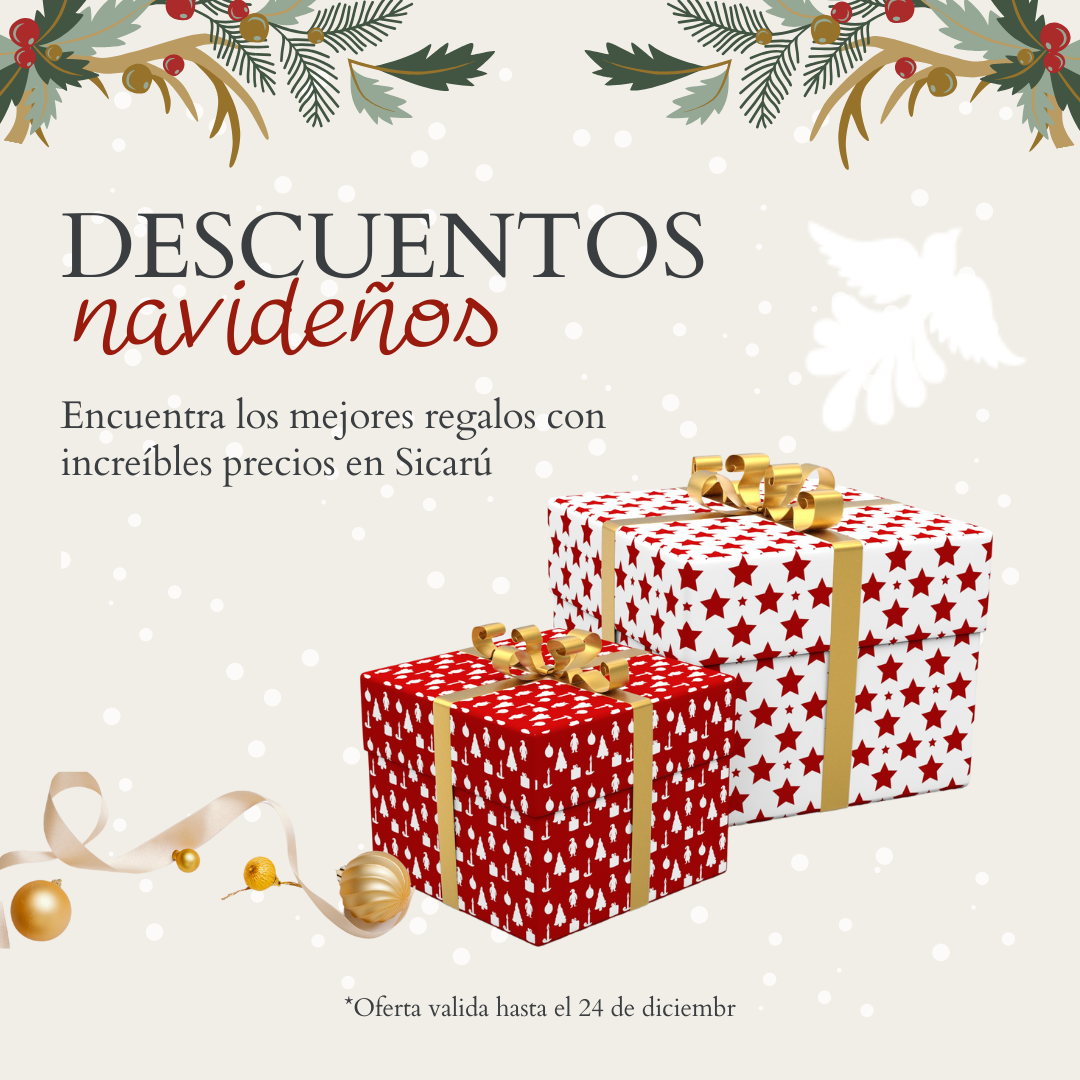 DESCUENTOS
navideños
Encuentra los mejores regalos con
increíbles precios en Sicarú
*Oferta valida hasta el 24 de diciembr